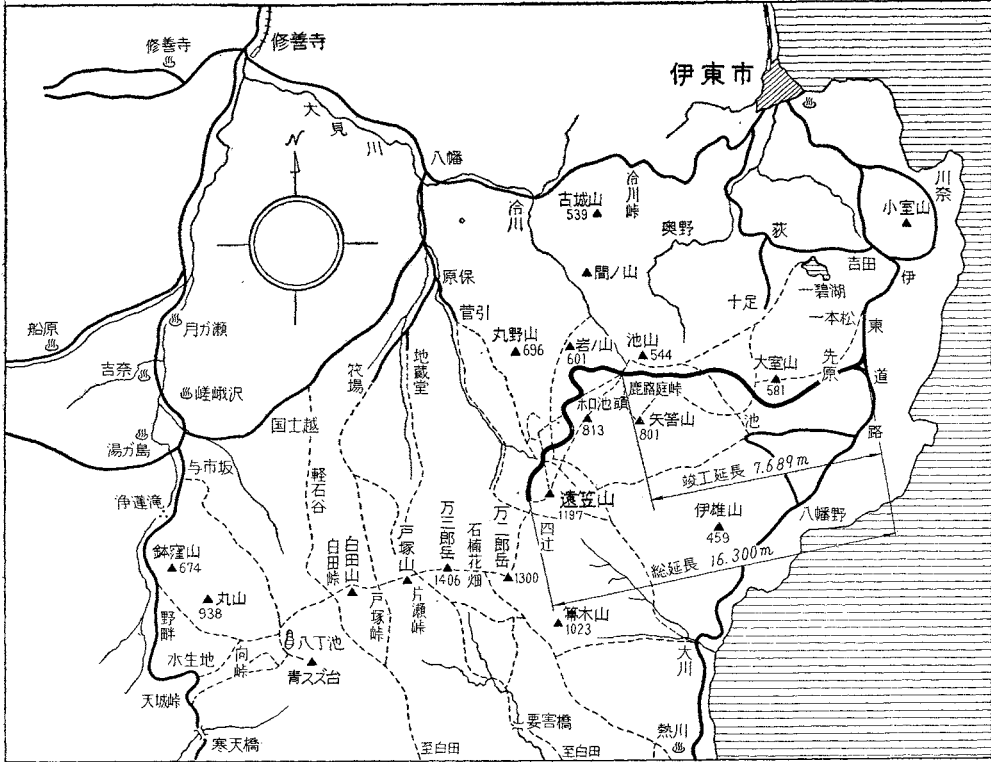 修善寺
修善寺
伊東市
大見川
N
八幡
冷川
古城山
539
冷川峠
奥野
荻
川奈
小室山
吉田
伊東道路
間ノ山
一碧湖
十足
一本松
原保
菅引
丸野山
696
岩ノ山
601
池山
544
大室山
581
先原
船原
月ガ瀬
吉奈
嵯峨沢
湯ガ島
国士越
筏場
地蔵堂
鹿路庭峠
矢筈山
801
813
池
竣工延長 7.689m
与市坂
浄蓮滝
軽石谷
遠笠山
1197
四辻
伊雄山
459
八幡野
総延長 16.300m
鉢窪山
674
丸山
938
野畔
白田峠
白田山
戸塚峠
戸塚山
片瀬峠
万三郎岳
1406
石楠花畑
万二郎岳
1300
箒木山
1023
大川
水生地
向峠
八丁池
青スズ台
天城峠
寒天橋
至白田
要害橋
至白田
熱川